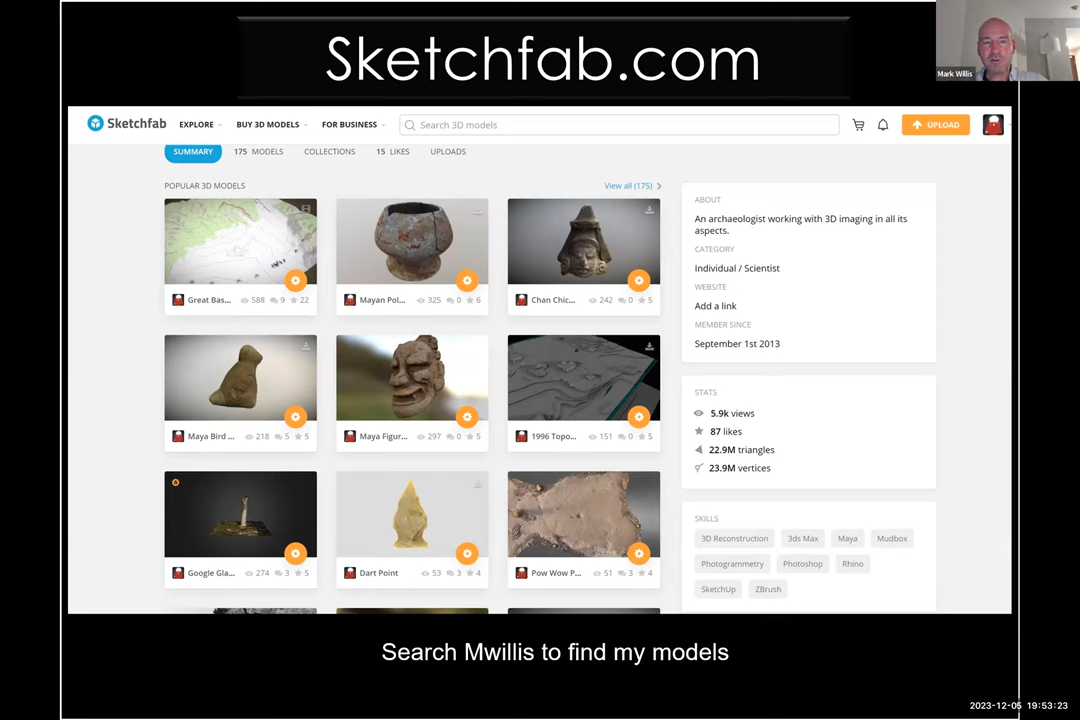 Sketchfab.com
Mark Willis
Sketchfab EXPLORE BUY 3D MODELS FOR BUSINESS Search 3D models UPLOAD
SUMMARY 175 MODELS COLLECTIONS 15 LIKES UPLOADS
POPULAR 3D MODELS View all (175)
Great Bas... 588 9 22
Mayan Pol... 325 0 6
Chan Chic... 242 0 5
Maya Bird ... 218 5 5
Maya Figur... 297 0 5
1996 Topo... 151 0 5
Google Gla... 274 3 5
Dart Point 53 3 4
Pow Wow P... 51 3 4
ABOUT
An archaeologist working with 3D imaging in all its
aspects.
CATEGORY
Individual / Scientist
WEBSITE
Add a link
MEMBER SINCE
September 1st 2013
STATS
5.9k views
87 likes
22.9M triangles
23.9M vertices
SKILLS
3D Reconstruction 3ds Max Maya Mudbox
Photogrammetry Photoshop Rhino
SketchUp ZBrush
Search Mwillis to find my models
2023-12-05 19:53:23